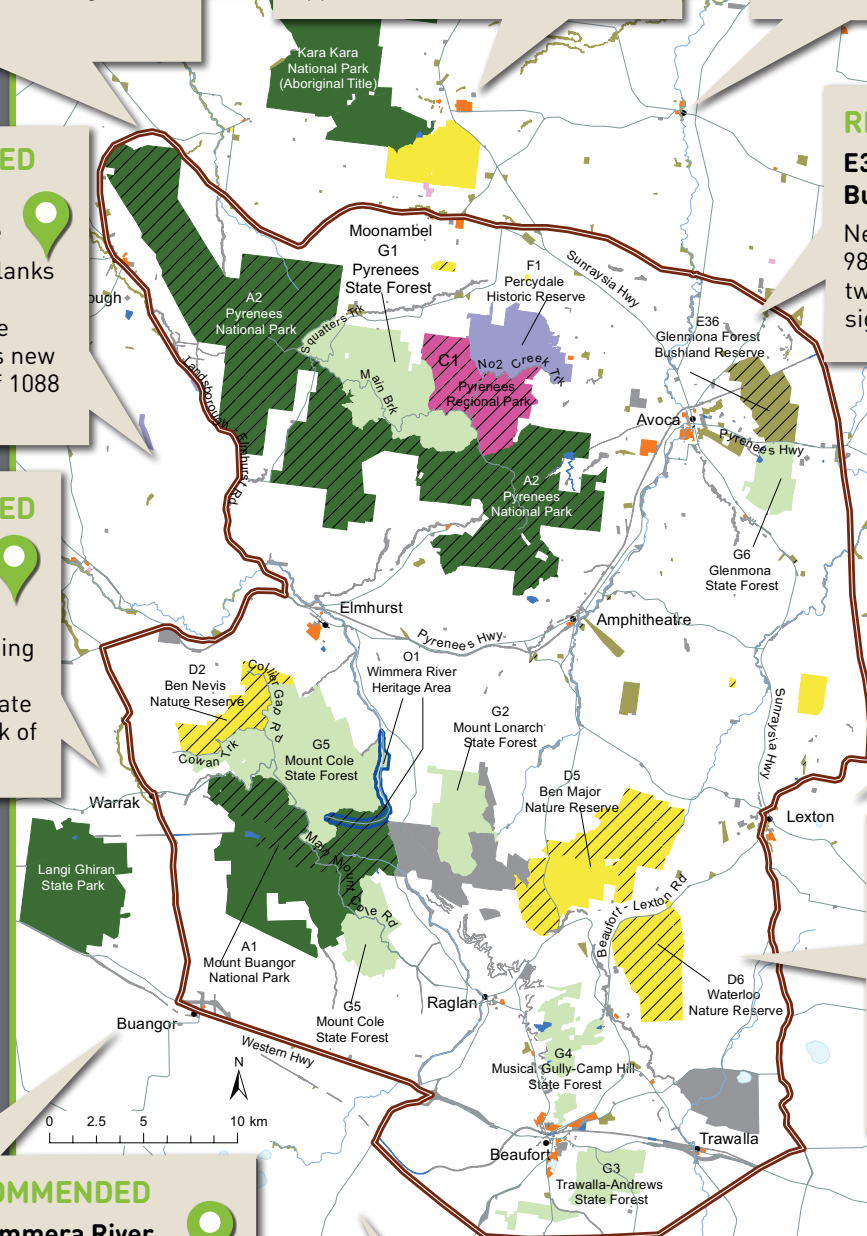 Kara Kara
National Park
(Aboriginal Title)
ED
lanks
s new
f 1088
RE
E3
Bu
Ne
98
tw
sig
Moonambel
G1
Pyrenees
State Forest
F1
Percydale
Historic Reserve
Sunraysia Hwy
A2
Pyrenees
National Park
Squatters Trk
E36
Glenmona Forest
Bushland Reserve
ough
C1
No2 Creek Trk
Pyrenees
Regional Park
Main Brk
Landsborough
Elmhurst Rd
Avoca
Pyrenees Hwy
A2
Pyrenees
National Park
ED
G6
Glenmona
State Forest
Elmhurst
Amphitheatre
Pyrenees Hwy
ing
ate
k of
D2
Ben Nevis
Nature Reserve
Collier Gap Rd
O1
Wimmera River
Heritage Area
G2
Mount Lonarch
State Forest
Sunraysia Hwy
Cowan Trk
G5
Mount Cole
State Forest
D5
Ben Major
Nature Reserve
Warrak
Lexton
Main Mount Cole Rd
Langi Ghiran
State Park
Beaufort - Lexton Rd
A1
Mount Buangor
National Park
D6
Waterloo
Nature Reserve
G5
Mount Cole
State Forest
Raglan
Buangor
Western Hwy
N
G4
Musical Gully-Camp Hill
State Forest
0 2.5 5 10 km
Beaufort
Trawalla
G3
Trawalla-Andrews
State Forest
OMMENDED
mmera River